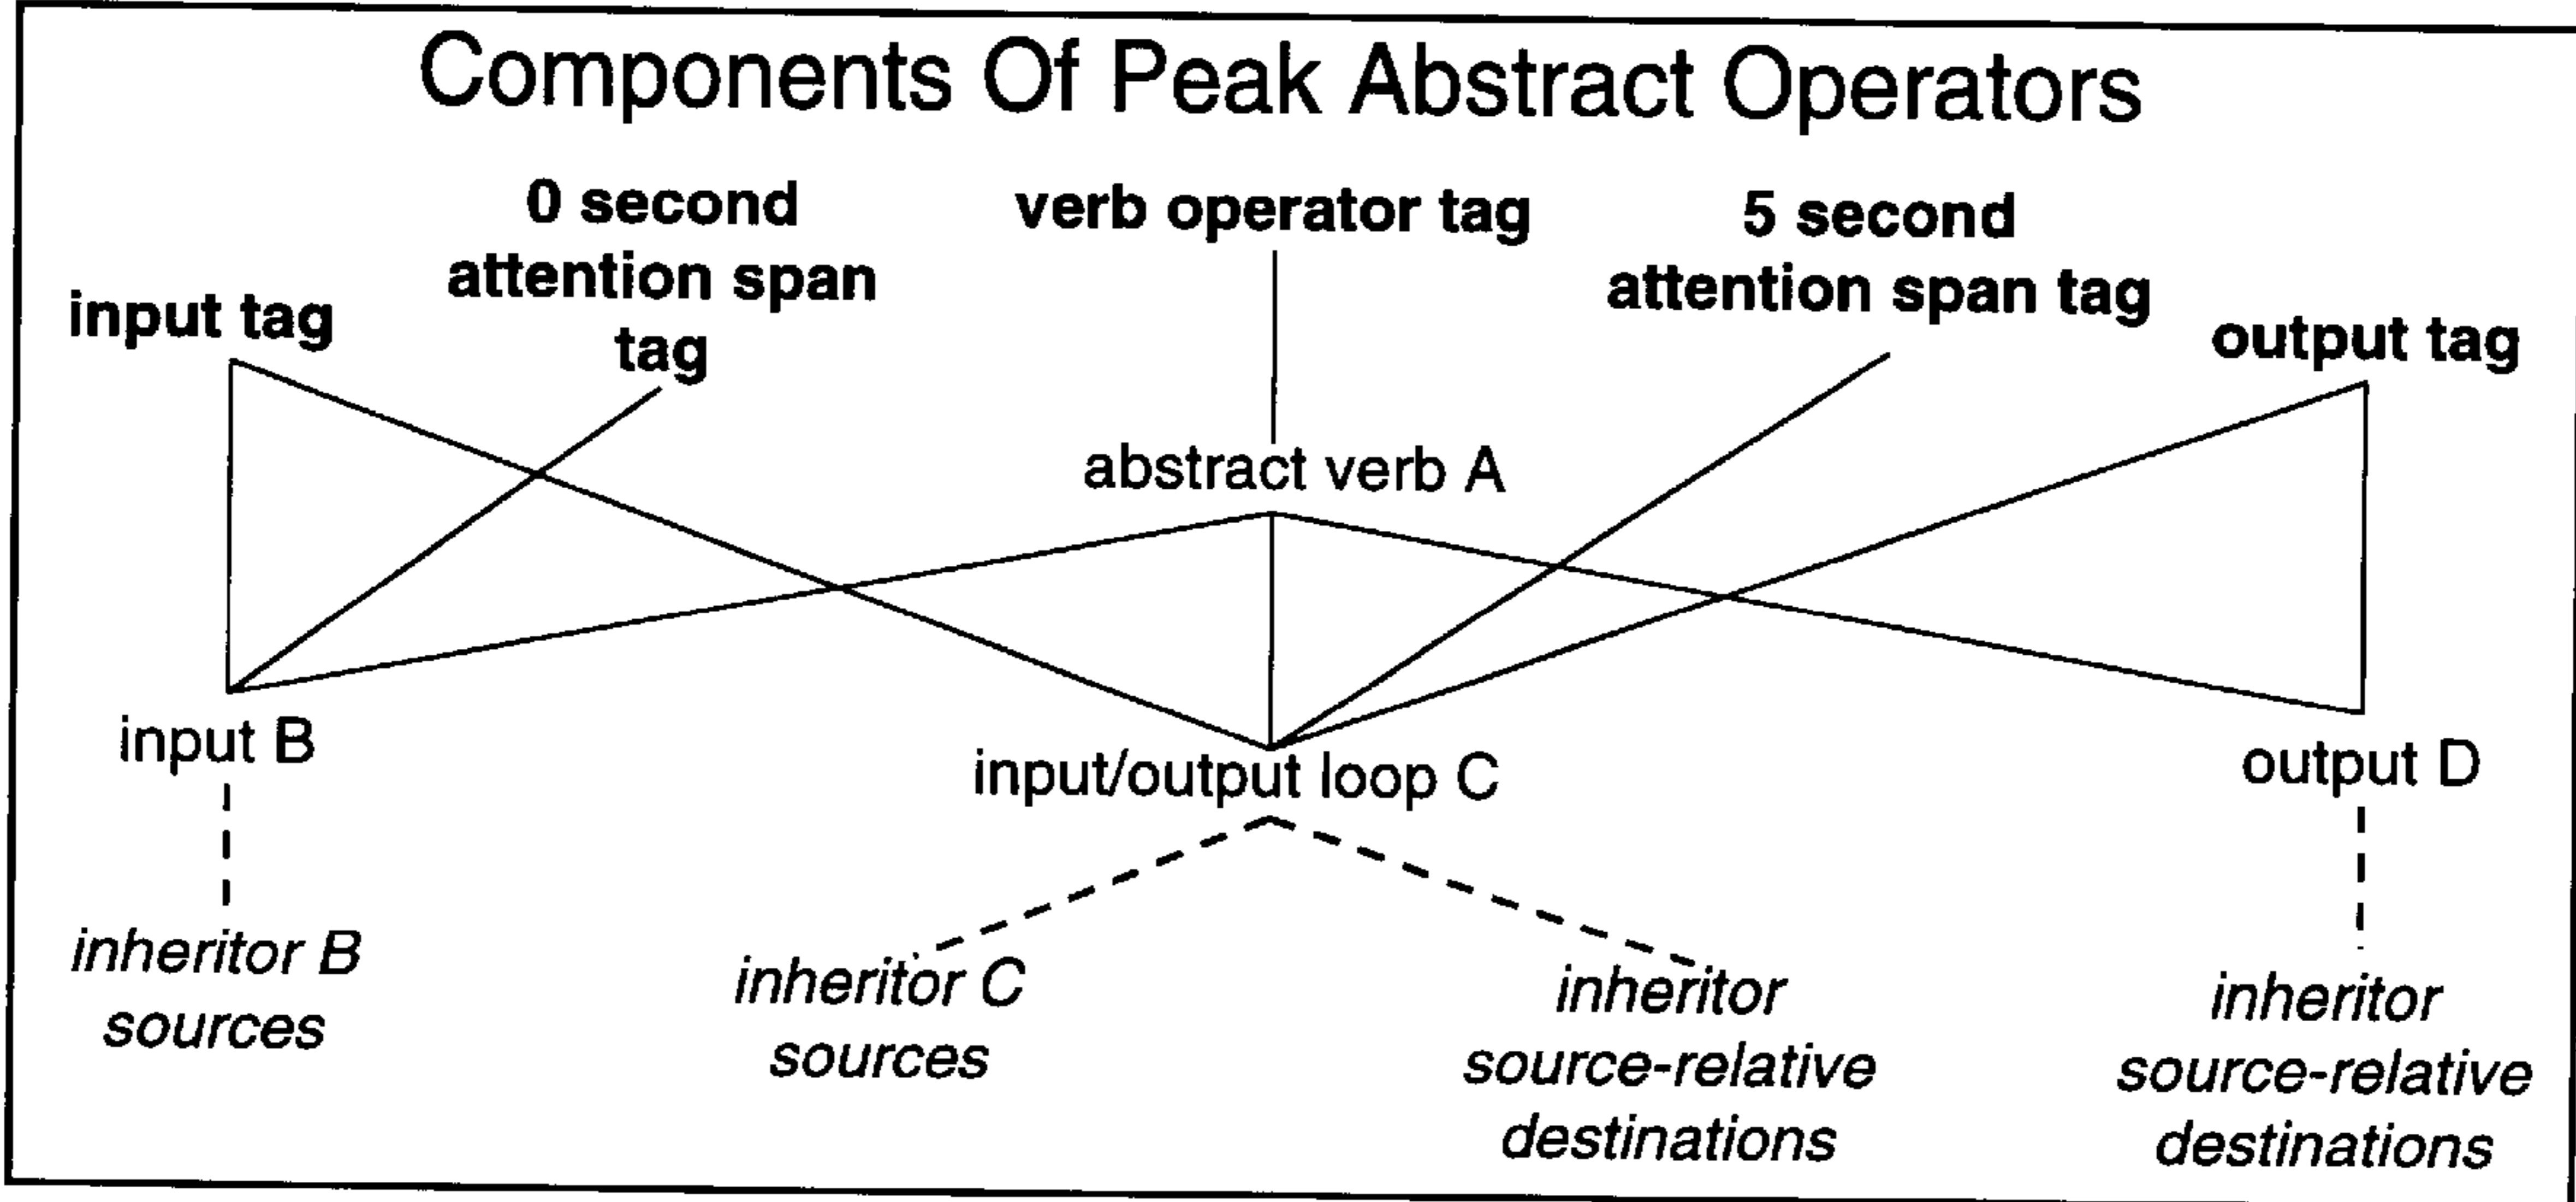 Components Of Peak Abstract Operators
0 second
attention span
tag
verb operator tag
5 second
attention span tag
input tag
output tag
abstract verb A
input B
input/output loop C
output D
inheritor B
sources
inheritor C
sources
inheritor
source-relative
destinations
inheritor
source-relative
destinations